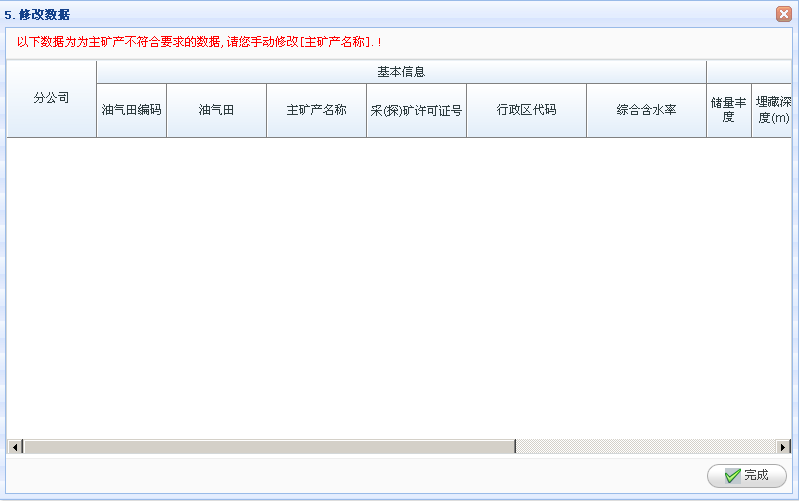 5. 修改数据
以下数据为为主矿产不符合要求的数据,请您手动修改[主矿产名称].!
基本信息
分公司
油气田编码 油气田 主矿产名称 采(探)矿许可证号 行政区代码 综合含水率 储量丰度 埋藏深度(m)
完成